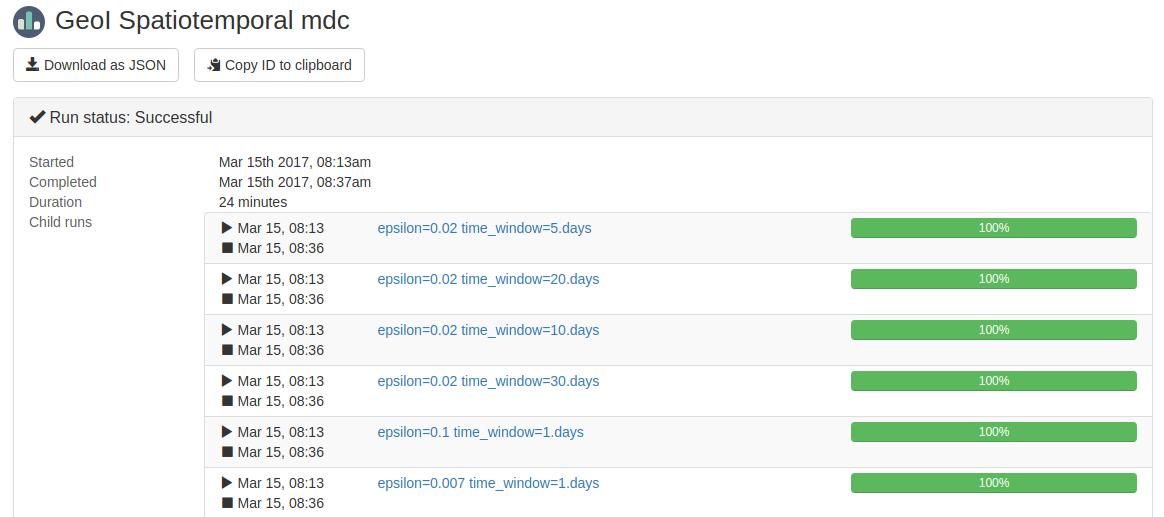 GeoI Spatiotemporal mdc
Download as JSON
Copy ID to clipboard
Run status: Successful
Started Mar 15th 2017, 08:13am
Completed Mar 15th 2017, 08:37am
Duration 24 minutes
Child runs
Mar 15, 08:13 epsilon=0.02 time_window=5.days 100%
Mar 15, 08:36
Mar 15, 08:13 epsilon=0.02 time_window=20.days 100%
Mar 15, 08:36
Mar 15, 08:13 epsilon=0.02 time_window=10.days 100%
Mar 15, 08:36
Mar 15, 08:13 epsilon=0.02 time_window=30.days 100%
Mar 15, 08:36
Mar 15, 08:13 epsilon=0.1 time_window=1.days 100%
Mar 15, 08:36
Mar 15, 08:13 epsilon=0.007 time_window=1.days 100%
Mar 15, 08:36